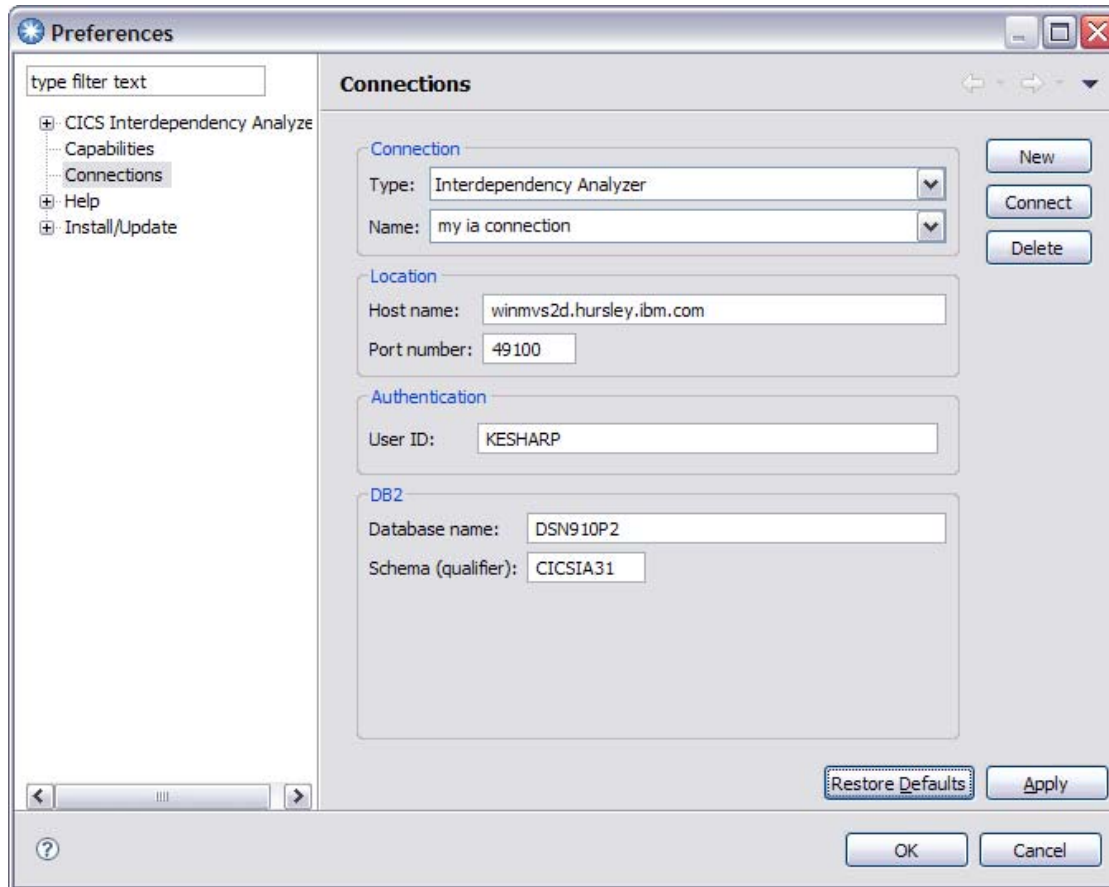 Preferences
type filter text
CICS Interdependency Analyze
Capabilities
Connections
Help
Install/Update
Connections
Connection
Type: Interdependency Analyzer
Name: my ia connection
New
Connect
Delete
Location
Host name: winmvs2d.hursley.ibm.com
Port number: 49100
Authentication
User ID: KESHARP
DB2
Database name: DSN910P2
Schema (qualifier): CICSIA31
Restore Defaults Apply
? OK Cancel